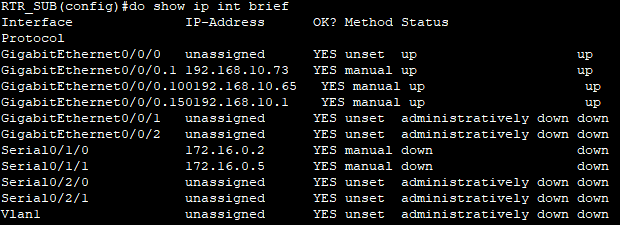 RTR_SUB(config)#do show ip int brief
Interface IP-Address OK? Method Status
Protocol
GigabitEthernet0/0/0 unassigned YES unset up up
GigabitEthernet0/0/0.1 192.168.10.73 YES manual up up
GigabitEthernet0/0/0.100192.168.10.65 YES manual up up
GigabitEthernet0/0/0.150192.168.10.1 YES manual up up
GigabitEthernet0/0/1 unassigned YES unset administratively down down
GigabitEthernet0/0/2 unassigned YES unset administratively down down
Serial0/1/0 172.16.0.2 YES manual down down
Serial0/1/1 172.16.0.5 YES manual down down
Serial0/2/0 unassigned YES unset administratively down down
Serial0/2/1 unassigned YES unset administratively down down
Vlan1 unassigned YES unset administratively down down